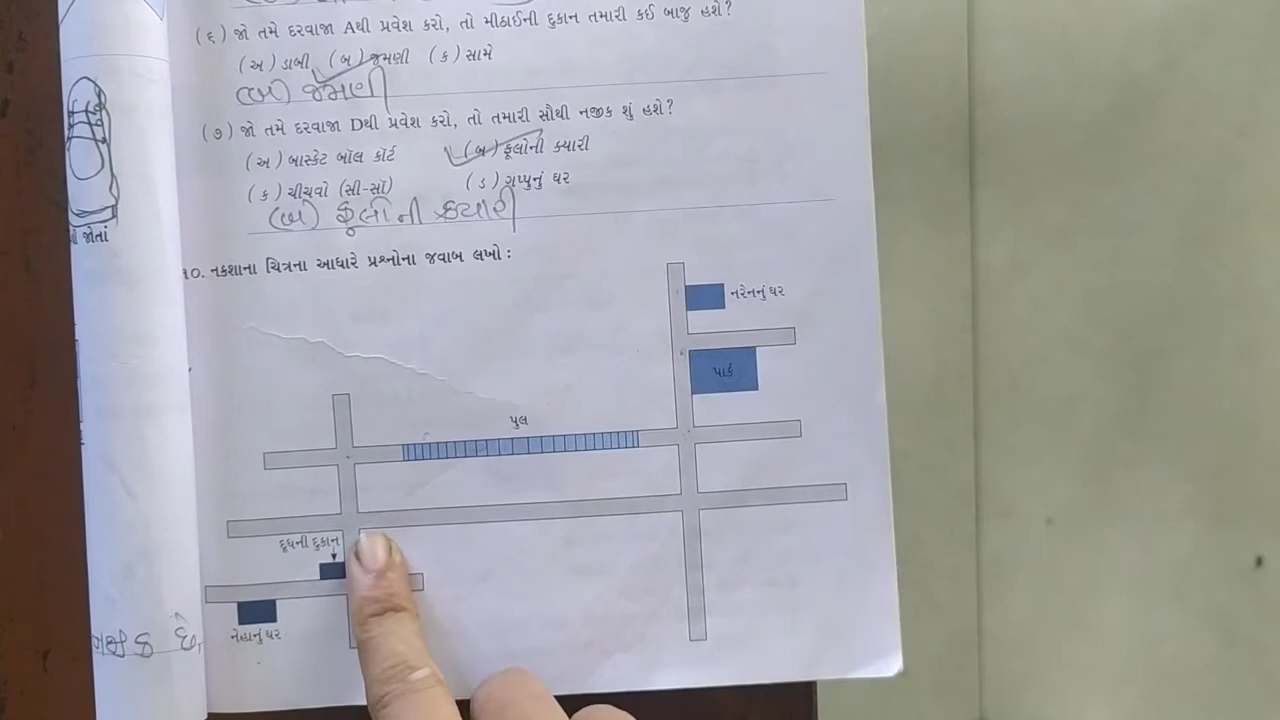 (૬) જો તમે દરવાજા Aથી પ્રવેશ કરો, તો મીઠાઈની દુકાન તમારી કઈ બાજુ હશે?
(અ) ડાબી (બ) જમણી (ક) સામે
(બ) જમણી
(૭) જો તમે દરવાજા Dથી પ્રવેશ કરો, તો તમારી સૌથી નજીક શું હશે?
(અ) બાસ્કેટ બૉલ કૉર્ટ (બ) ફૂલોની ક્યારી
(ક) ચીચવો (સી-સૉ) (ડ) ગપ્પુનું ઘર
(બ) ફૂલો ની ક્યારી
જોતાં
૧૦. નકશાના ચિત્રના આધારે પ્રશ્નોના જવાબ લખો :
નરેનનું ઘર
પાર્ક
પુલ
દૂધની દુકાન
નેહાનું ઘર